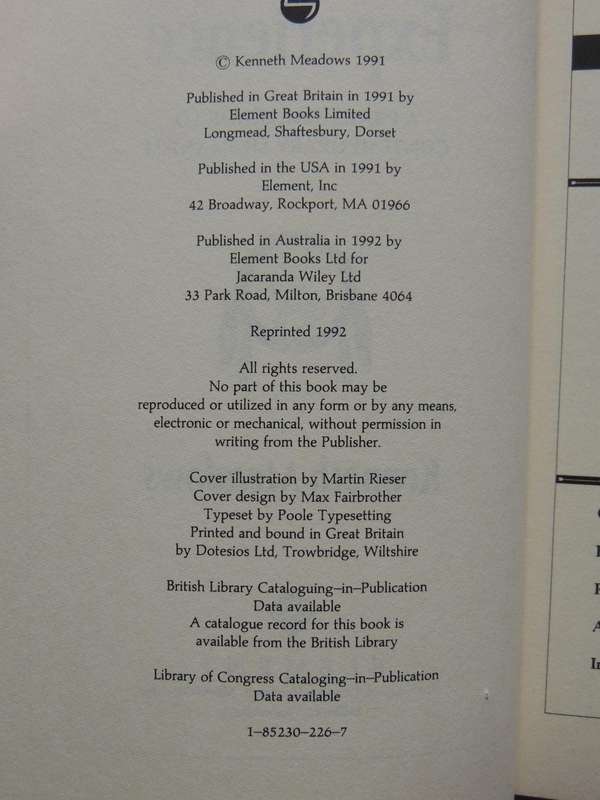 © Kenneth Meadows 1991
Published in Great Britain in 1991 by
Element Books Limited
Longmead, Shaftesbury, Dorset
Published in the USA in 1991 by
Element, Inc
42 Broadway, Rockport, MA 01966
Published in Australia in 1992 by
Element Books Ltd for
Jacaranda Wiley Ltd
33 Park Road, Milton, Brisbane 4064
Reprinted 1992
All rights reserved.
No part of this book may be
reproduced or utilized in any form or by any means,
electronic or mechanical, without permission in
writing from the Publisher.
Cover illustration by Martin Rieser
Cover design by Max Fairbrother
Typeset by Poole Typesetting
Printed and bound in Great Britain
by Dotesios Ltd, Trowbridge, Wiltshire
British Library Cataloguing–in–Publication
Data available
A catalogue record for this book is
available from the British Library
Library of Congress Cataloging–in–Publication
Data available
1–85230–226–7